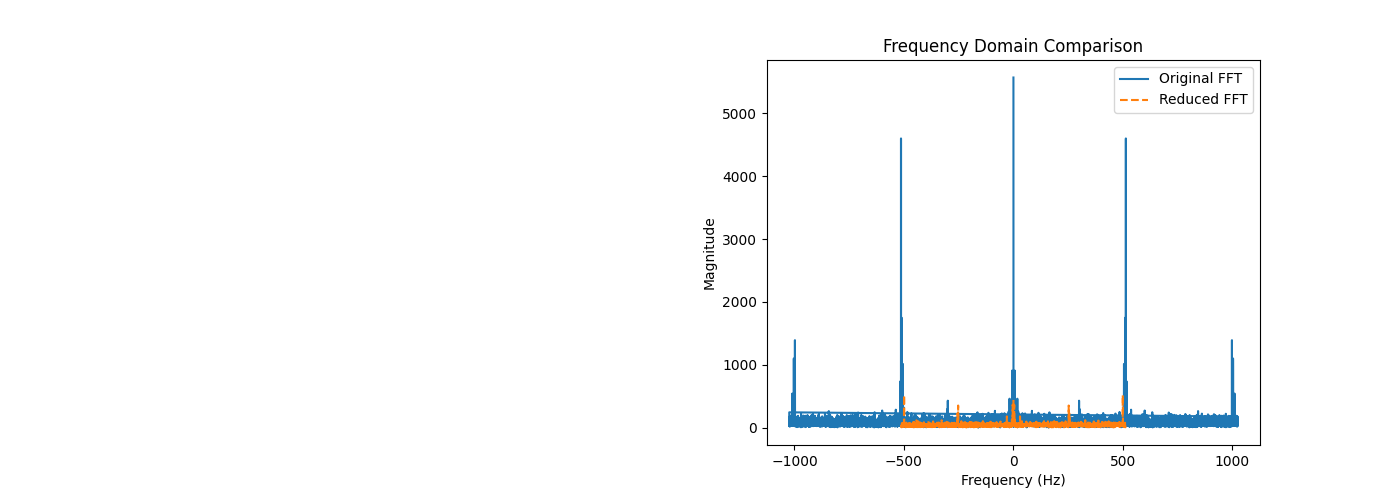 Frequency Domain Comparison
Original FFT
Reduced FFT
5000
4000
3000
2000
1000
0
Magnitude
−1000
−500
0
500
1000
Frequency (Hz)